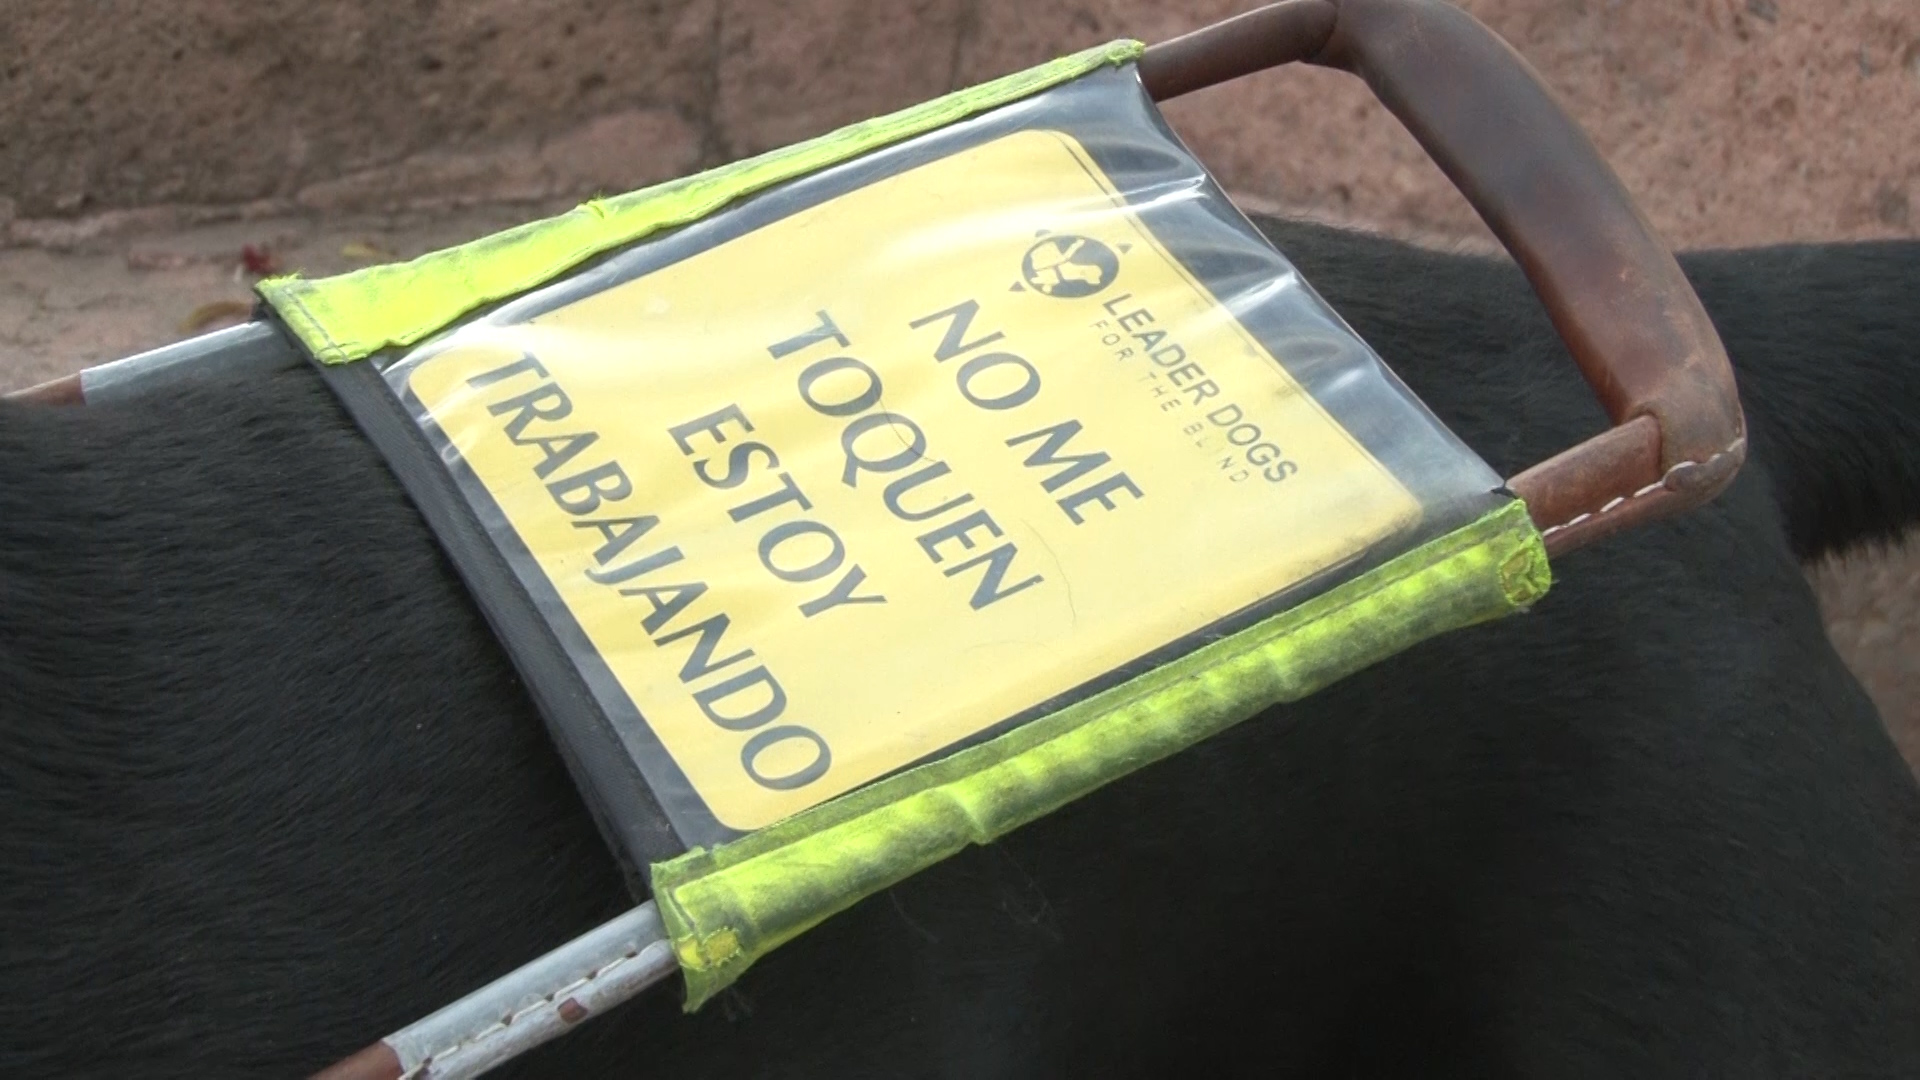 LEADER DOGS
FOR THE BLIND
NO ME
TOQUEN
ESTOY
TRABAJANDO